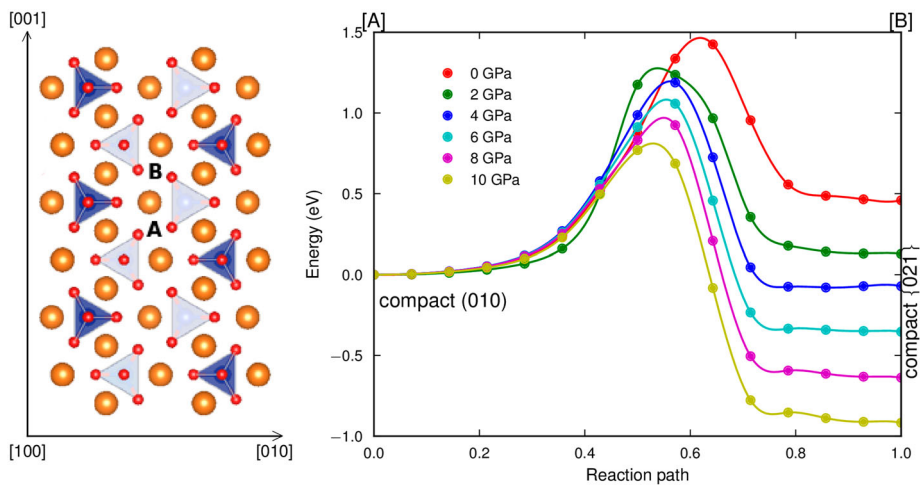 [001]
[100]
[010]
B
A
[A]
[B]
1.5
1.0
0.5
0.0
−0.5
−1.0
Energy (eV)
0 GPa
2 GPa
4 GPa
6 GPa
8 GPa
10 GPa
compact (010)
compact {021}
0.0
0.2
0.4
0.6
0.8
1.0
Reaction path